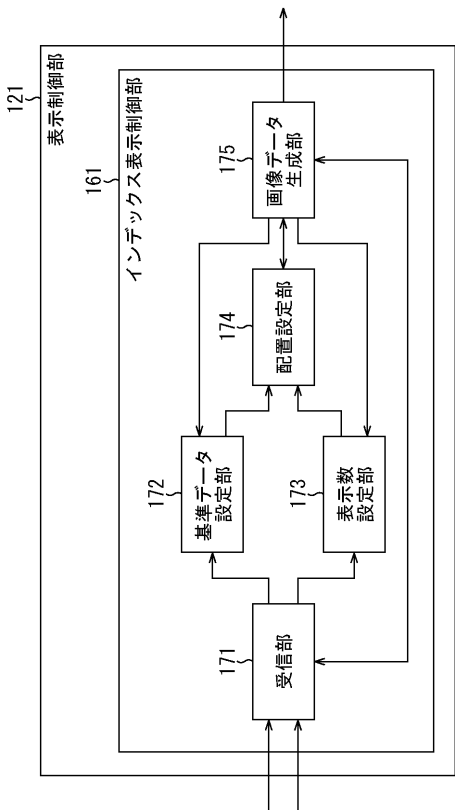 121
表示制御部
161
インデックス表示制御部
171
受信部
172
基準データ
設定部
173
表示数
設定部
174
配置設定部
175
画像データ
生成部